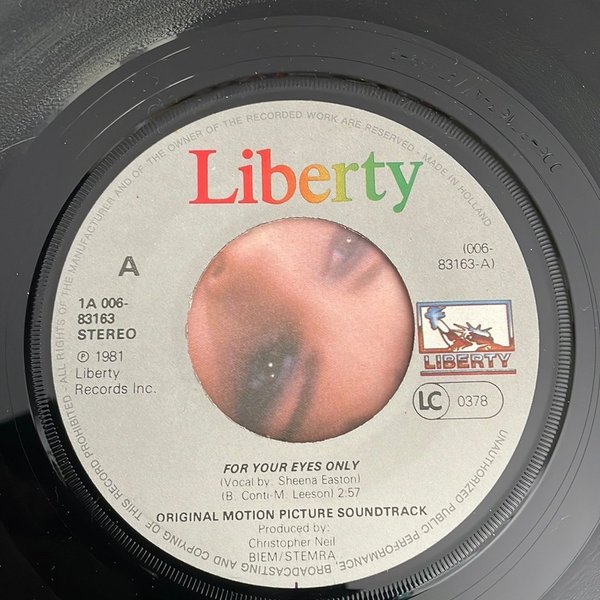 -ALL RIGHTS OF THE MANUFACTURER AND OF THE OWNER OF THE RECORDED WORK ARE RESERVED - MADE IN HOLLAND
Liberty
A
(006-
83163-A)
1A 006-
83163
STEREO
℗ 1981
Liberty
Records Inc.
LIBERTY
LC 0378
FOR YOUR EYES ONLY
(Vocal by: Sheena Easton)
(B. Conti-M. Leeson) 2:57
ORIGINAL MOTION PICTURE SOUNDTRACK
Produced by:
Christopher Neil
BIEM/STEMRA
UNAUTHORIZED PUBLIC PERFORMANCE, BROADCASTING AND COPYING OF THIS RECORD PROHIBITED